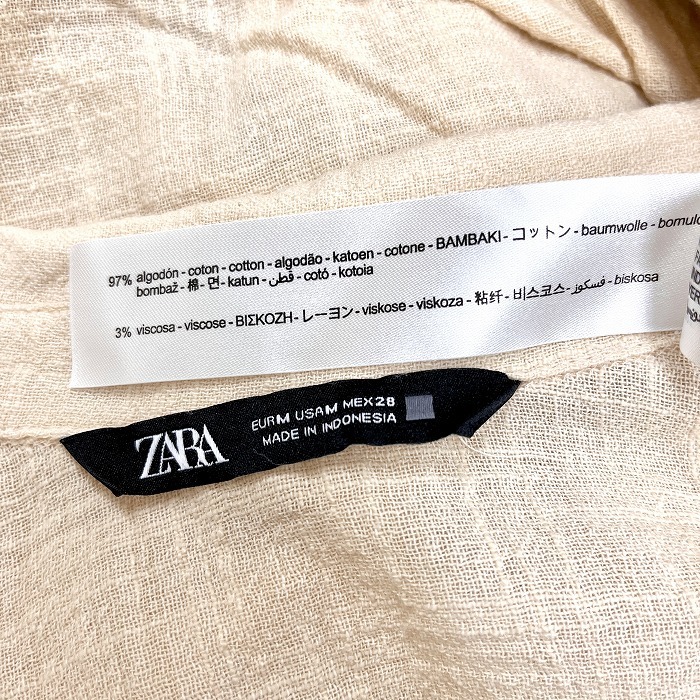 97% algodón - coton - cotton - algodão - katoen - cotone - BAMBAKI - コットン - baumwolle - bomuld
bombaž - 棉 - 면 - katun - قطن - cotó - kotoia
3% viscosa - viscose - ΒΙΣΚΟΖΗ - レーヨン - viskose - viskoza - 粘纤 - 비스코스 - فسكوز - biskosa
ZARA
EUR M USA M MEX 28
MADE IN INDONESIA